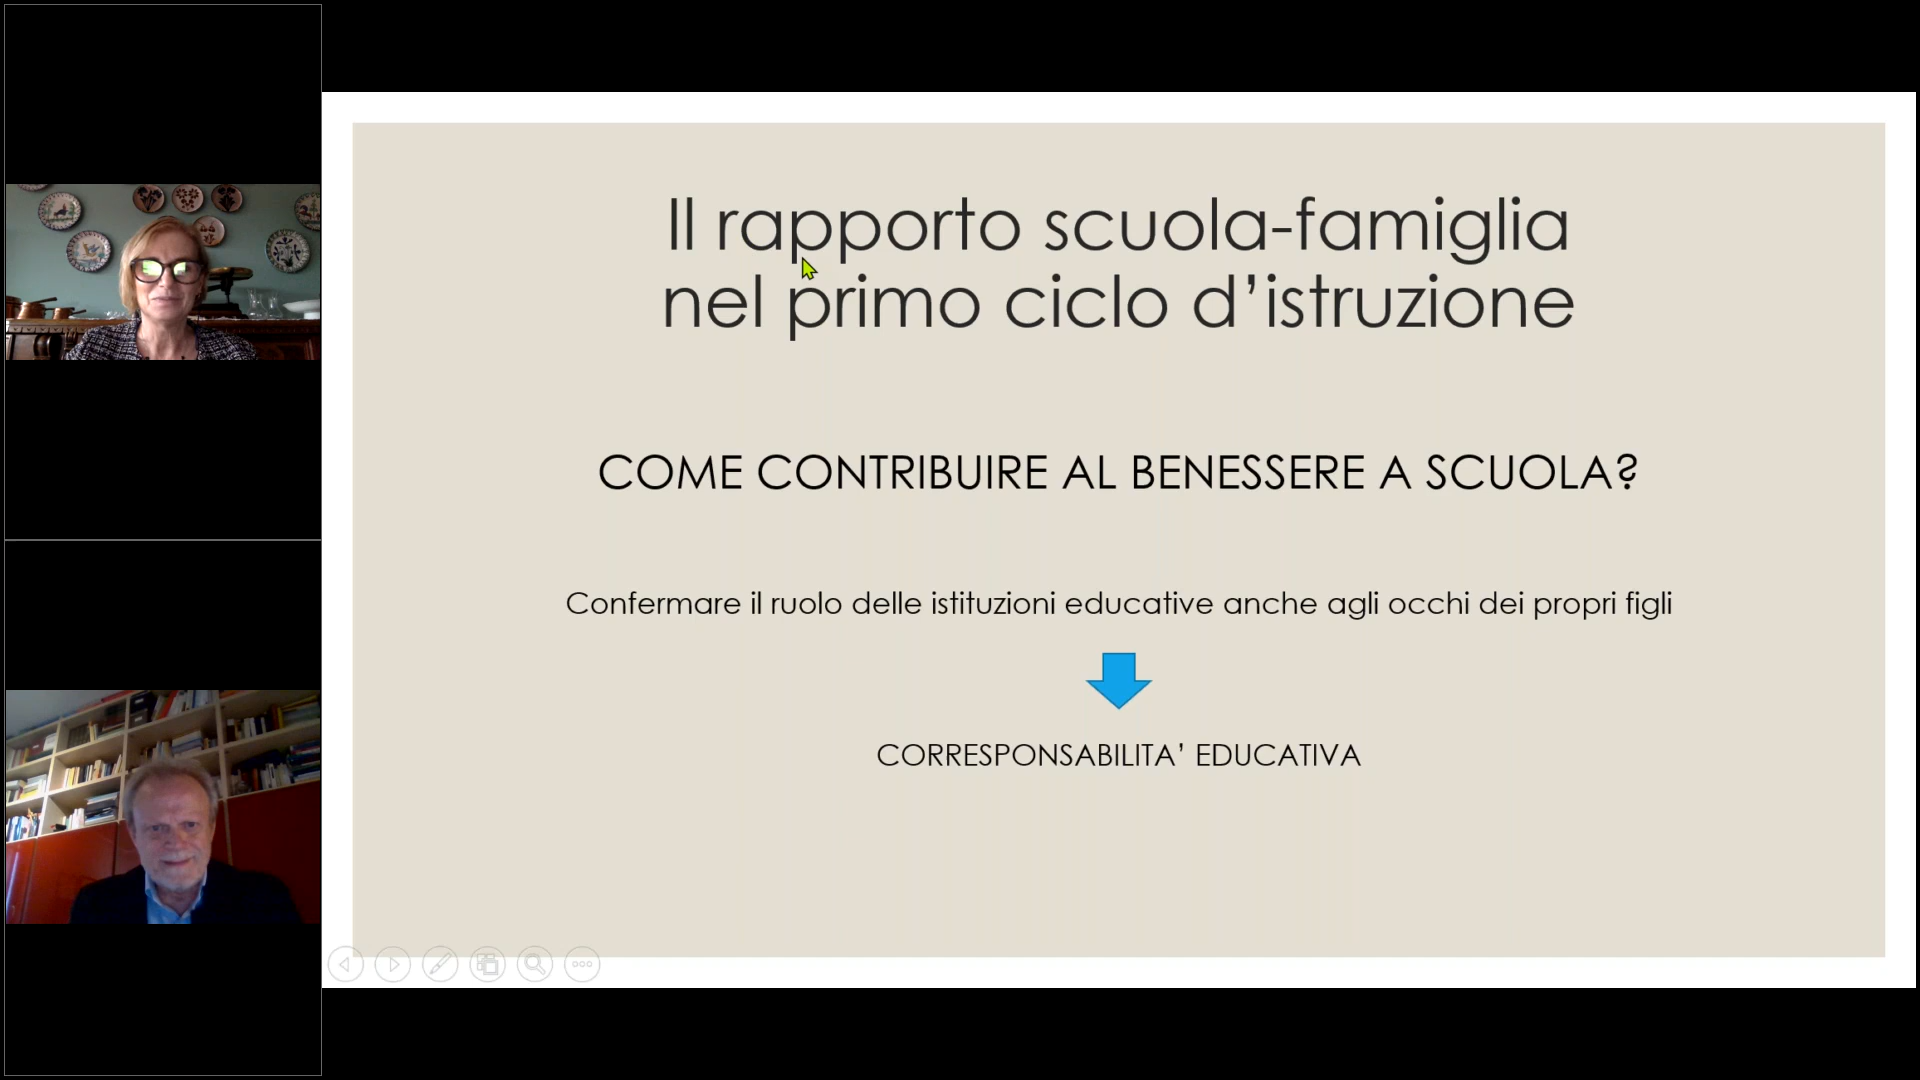 Il rapporto scuola-famiglia
nel primo ciclo d’istruzione
COME CONTRIBUIRE AL BENESSERE A SCUOLA?
Confermare il ruolo delle istituzioni educative anche agli occhi dei propri figli
CORRESPONSABILITA’ EDUCATIVA